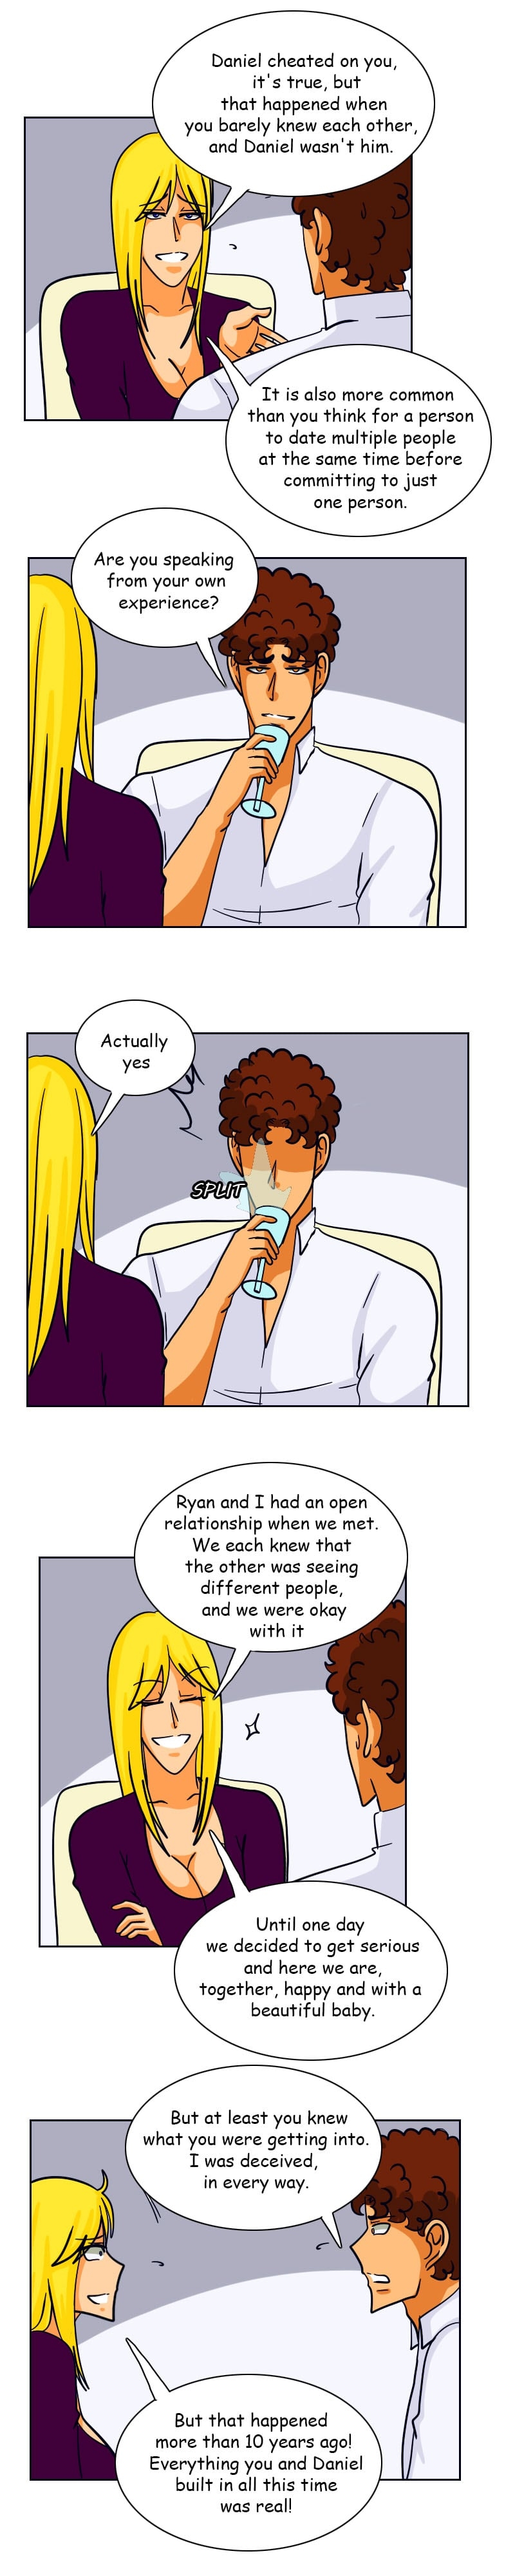 Daniel cheated on you,
it's true, but
that happened when
you barely knew each other,
and Daniel wasn't him.
It is also more common
than you think for a person
to date multiple people
at the same time before
committing to just
one person.
Are you speaking
from your own
experience?
Actually
yes
SPLIT
Ryan and I had an open
relationship when we met.
We each knew that
the other was seeing
different people,
and we were okay
with it
Until one day
we decided to get serious
and here we are,
together, happy and with a
beautiful baby.
But at least you knew
what you were getting into.
I was deceived,
in every way.
But that happened
more than 10 years ago!
Everything you and Daniel
built in all this time
was real!